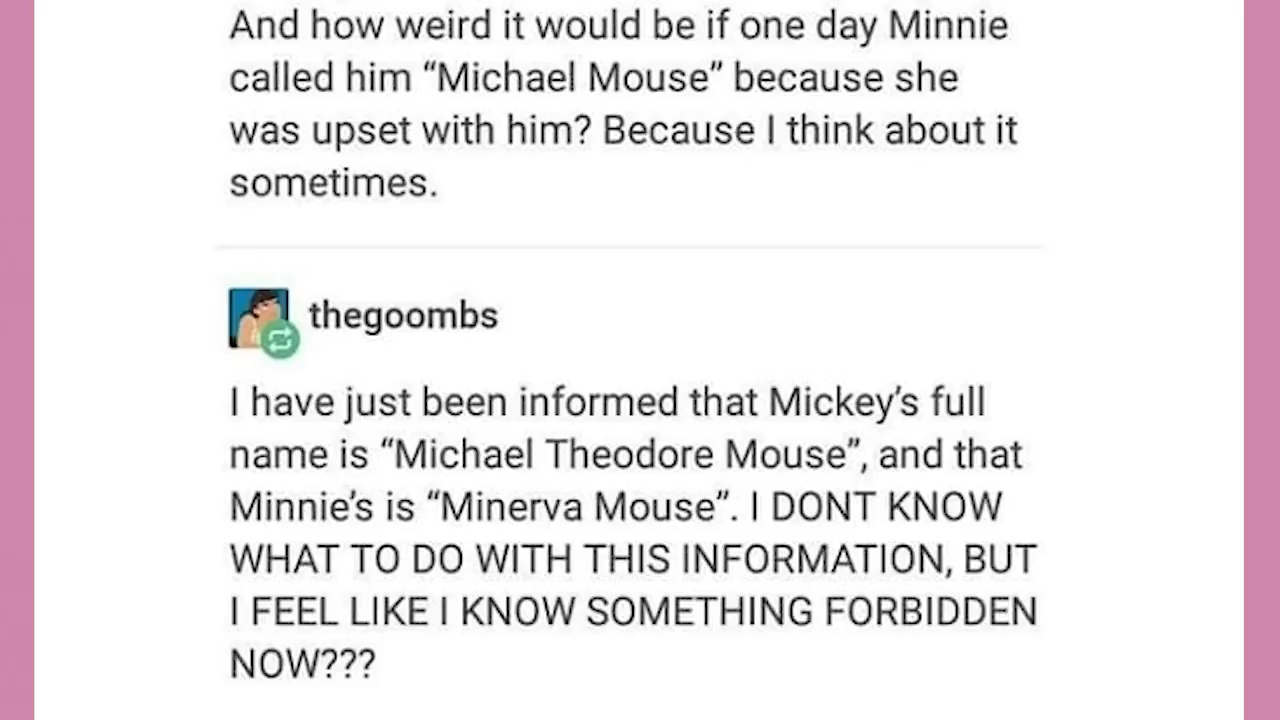 And how weird it would be if one day Minnie
called him “Michael Mouse” because she
was upset with him? Because I think about it
sometimes.
thegoombs
I have just been informed that Mickey’s full
name is “Michael Theodore Mouse”, and that
Minnie’s is “Minerva Mouse”. I DONT KNOW
WHAT TO DO WITH THIS INFORMATION, BUT
I FEEL LIKE I KNOW SOMETHING FORBIDDEN
NOW???